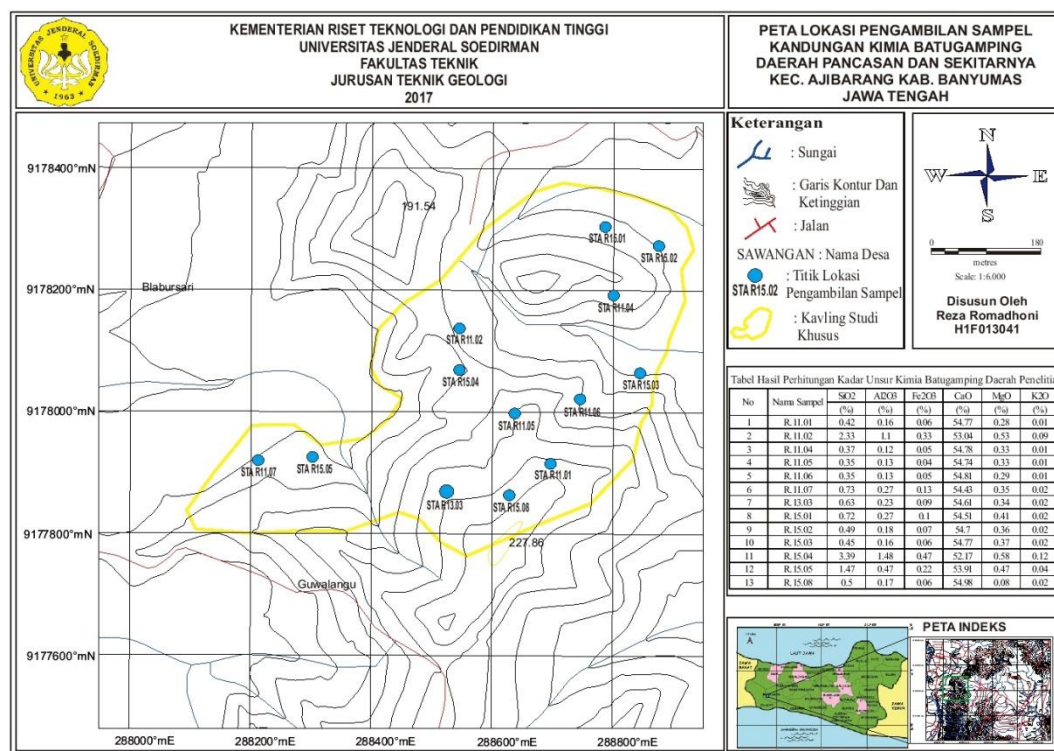 UNIVERSITAS JENDERAL SOEDIRMAN
1963
KEMENTERIAN RISET TEKNOLOGI DAN PENDIDIKAN TINGGI
UNIVERSITAS JENDERAL SOEDIRMAN
FAKULTAS TEKNIK
JURUSAN TEKNIK GEOLOGI
2017
PETA LOKASI PENGAMBILAN SAMPEL
KANDUNGAN KIMIA BATUGAMPING
DAERAH PANCASAN DAN SEKITARNYA
KEC. AJIBARANG KAB. BANYUMAS
JAWA TENGAH
9178400°mN
9178200°mN
9178000°mN
9177800°mN
9177600°mN
288000°mE 288200°mE 288400°mE 288600°mE 288800°mE
191.54
STA R15.01
STA R15.02
Blabursari
STA R11.04
STA R11.02
STA R15.04
STA R15.03
STA R11.06
STA R11.05
STA R11.07
STA R15.05
STA R11.01
STA R13.03
STA R15.08
227.86
Guwalangu
Keterangan
: Sungai
: Garis Kontur Dan
Ketinggian
: Jalan
SAWANGAN : Nama Desa
: Titik Lokasi
STA R15.02 Pengambilan Sampel
: Kavling Studi
Khusus
N
W E
S
0 180
metres
Scale: 1:6.000
Disusun Oleh
Reza Romadhoni
H1F013041
Tabel Hasil Perhitungan Kadar Unsur Kimia Batugamping Daerah Peneliti
No Nama Sampel SiO2 Al2O3 Fe2O3 CaO MgO K2O
(%) (%) (%) (%) (%) (%)
1 R.11.01 0.42 0.16 0.06 54.77 0.28 0.01
2 R.11.02 2.33 1.1 0.33 53.04 0.53 0.09
3 R.11.04 0.37 0.12 0.05 54.78 0.33 0.01
4 R.11.05 0.35 0.13 0.04 54.74 0.33 0.01
5 R.11.06 0.35 0.13 0.05 54.81 0.29 0.01
6 R.11.07 0.73 0.27 0.13 54.43 0.35 0.02
7 R.13.03 0.63 0.23 0.09 54.61 0.34 0.02
8 R.15.01 0.72 0.27 0.1 54.51 0.41 0.02
9 R.15.02 0.49 0.18 0.07 54.7 0.36 0.02
10 R.15.03 0.45 0.16 0.06 54.77 0.37 0.02
11 R.15.04 3.39 1.48 0.47 52.17 0.58 0.12
12 R.15.05 1.47 0.47 0.22 53.91 0.47 0.04
13 R.15.08 0.5 0.17 0.06 54.98 0.08 0.02
PETA INDEKS
LAUT JAWA